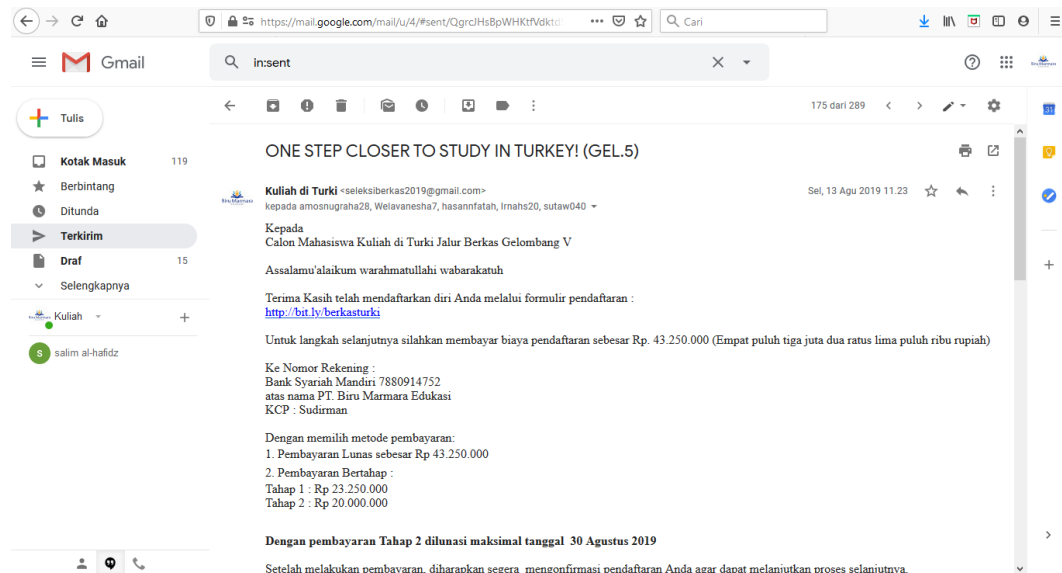 https://mail.google.com/mail/u/4/#sent/QgrcJHsBpWHKtfVdktd
Cari
Gmail
in:sent
Tulis
175 dari 289
31
Kotak Masuk 119
Berbintang
Ditunda
Terkirim
Draf 15
Selengkapnya
Kuliah
s salim al-hafidz
ONE STEP CLOSER TO STUDY IN TURKEY! (GEL.5)
Biru Marmara
Kuliah di Turki <seleksiberkas2019@gmail.com> Sel, 13 Agu 2019 11.23
kepada amosnugraha28, Welavanesha7, hasannfatah, Irnahs20, sutaw040
Kepada
Calon Mahasiswa Kuliah di Turki Jalur Berkas Gelombang V
Assalamu'alaikum warahmatullahi wabarakatuh
Terima Kasih telah mendaftarkan diri Anda melalui formulir pendaftaran :
http://bit.ly/berkasturki
Untuk langkah selanjutnya silahkan membayar biaya pendaftaran sebesar Rp. 43.250.000 (Empat puluh tiga juta dua ratus lima puluh ribu rupiah)
Ke Nomor Rekening :
Bank Syariah Mandiri 7880914752
atas nama PT. Biru Marmara Edukasi
KCP : Sudirman
Dengan memilih metode pembayaran:
1. Pembayaran Lunas sebesar Rp 43.250.000
2. Pembayaran Bertahap :
Tahap 1 : Rp 23.250.000
Tahap 2 : Rp 20.000.000
Dengan pembayaran Tahap 2 dilunasi maksimal tanggal 30 Agustus 2019
Setelah melakukan pembayaran, diharapkan segera mengonfirmasi pendaftaran Anda agar dapat melanjutkan proses selanjutnya.